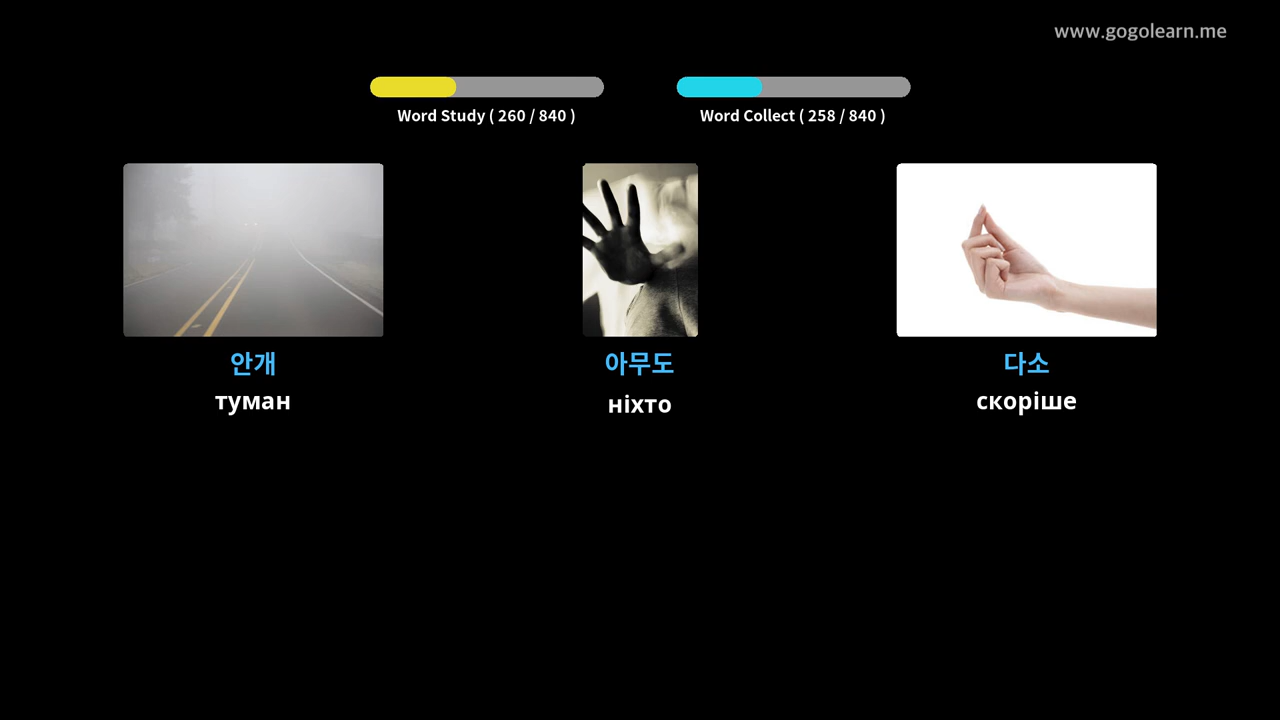 www.gogolearn.me
Word Study ( 260 / 840 )
Word Collect ( 258 / 840 )
안개
туман
아무도
ніхто
다소
скоріше